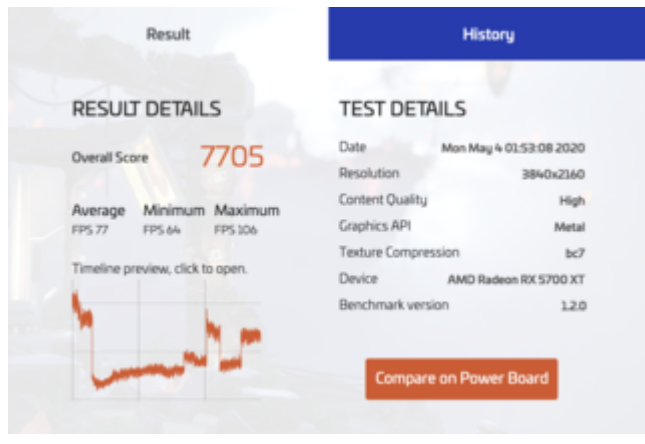 Result
History
RESULT DETAILS
Overall Score 7705
Average Minimum Maximum
FPS 77 FPS 64 FPS 106
Timeline preview, click to open.
TEST DETAILS
Date Mon May 4 01:53:08 2020
Resolution 3840x2160
Content Quality High
Graphics API Metal
Texture Compression bc7
Device AMD Radeon RX 5700 XT
Benchmark version 1.2.0
Compare on Power Board